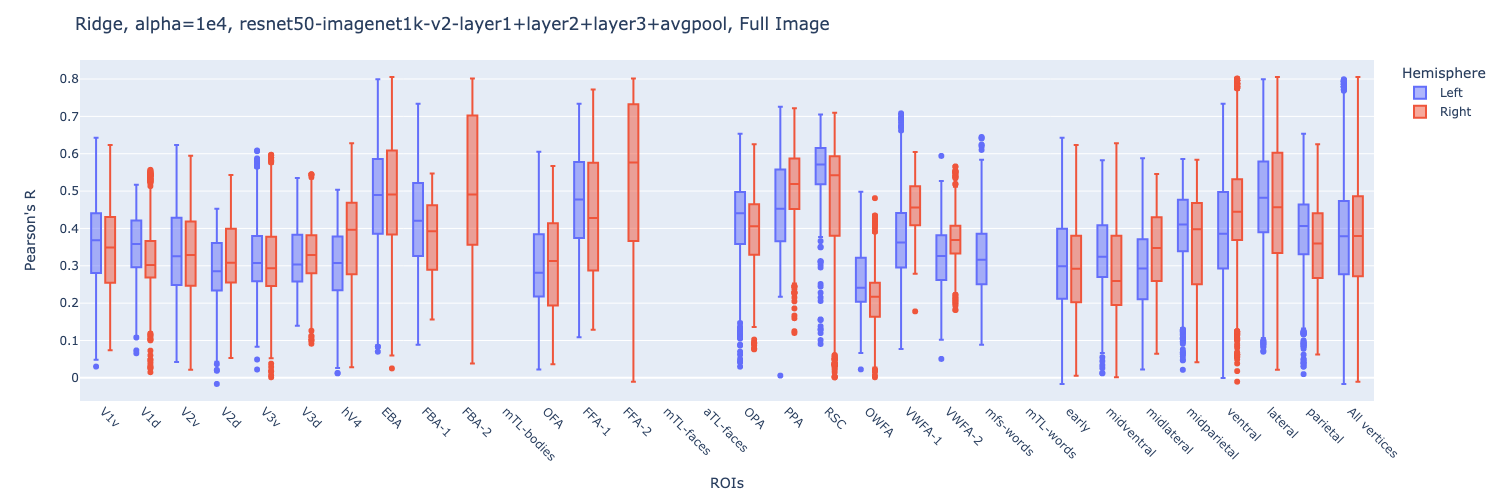 Ridge, alpha=1e4, resnet50-imagenet1k-v2-layer1+layer2+layer3+avgpool, Full Image
Hemisphere
Left
Right
Pearson's R
0.8
0.7
0.6
0.5
0.4
0.3
0.2
0.1
0
V1v
V1d
V2v
V2d
V3v
V3d
hV4
EBA
FBA-1
FBA-2
mTL-bodies
OFA
FFA-1
FFA-2
mTL-faces
aTL-faces
OPA
PPA
RSC
OWFA
VWFA-1
VWFA-2
mfs-words
mTL-words
early
midventral
midlateral
midparietal
ventral
lateral
parietal
All vertices
ROIs